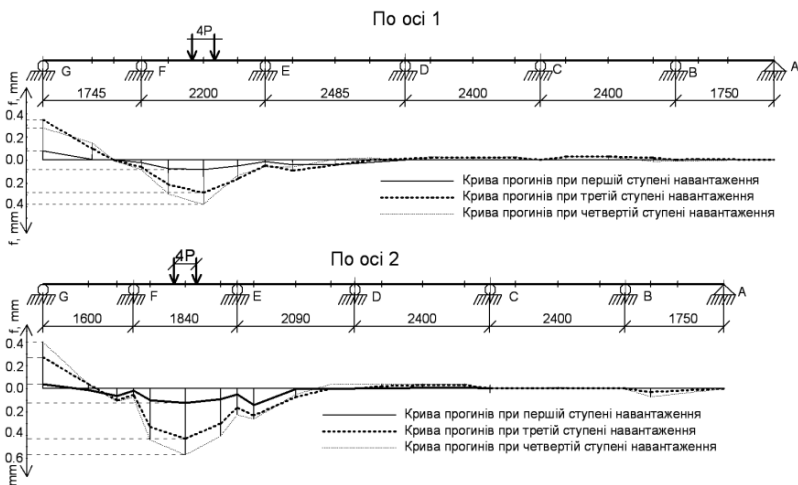 По осі 1
4P
G F E D C B A
1745 2200 2485 2400 2400 1750
f, mm
0.4
0.2
0.0
0.2
0.4
f, mm
Крива прогинів при першій ступені навантаження
Крива прогинів при третій ступені навантаження
Крива прогинів при четвертій ступені навантаження
По осі 2
4P
G F E D C B A
1600 1840 2090 2400 2400 1750
f, mm
0.4
0.2
0.0
0.2
0.4
0.6
mm
Крива прогинів при першій ступені навантаження
Крива прогинів при третій ступені навантаження
Крива прогинів при четвертій ступені навантаження